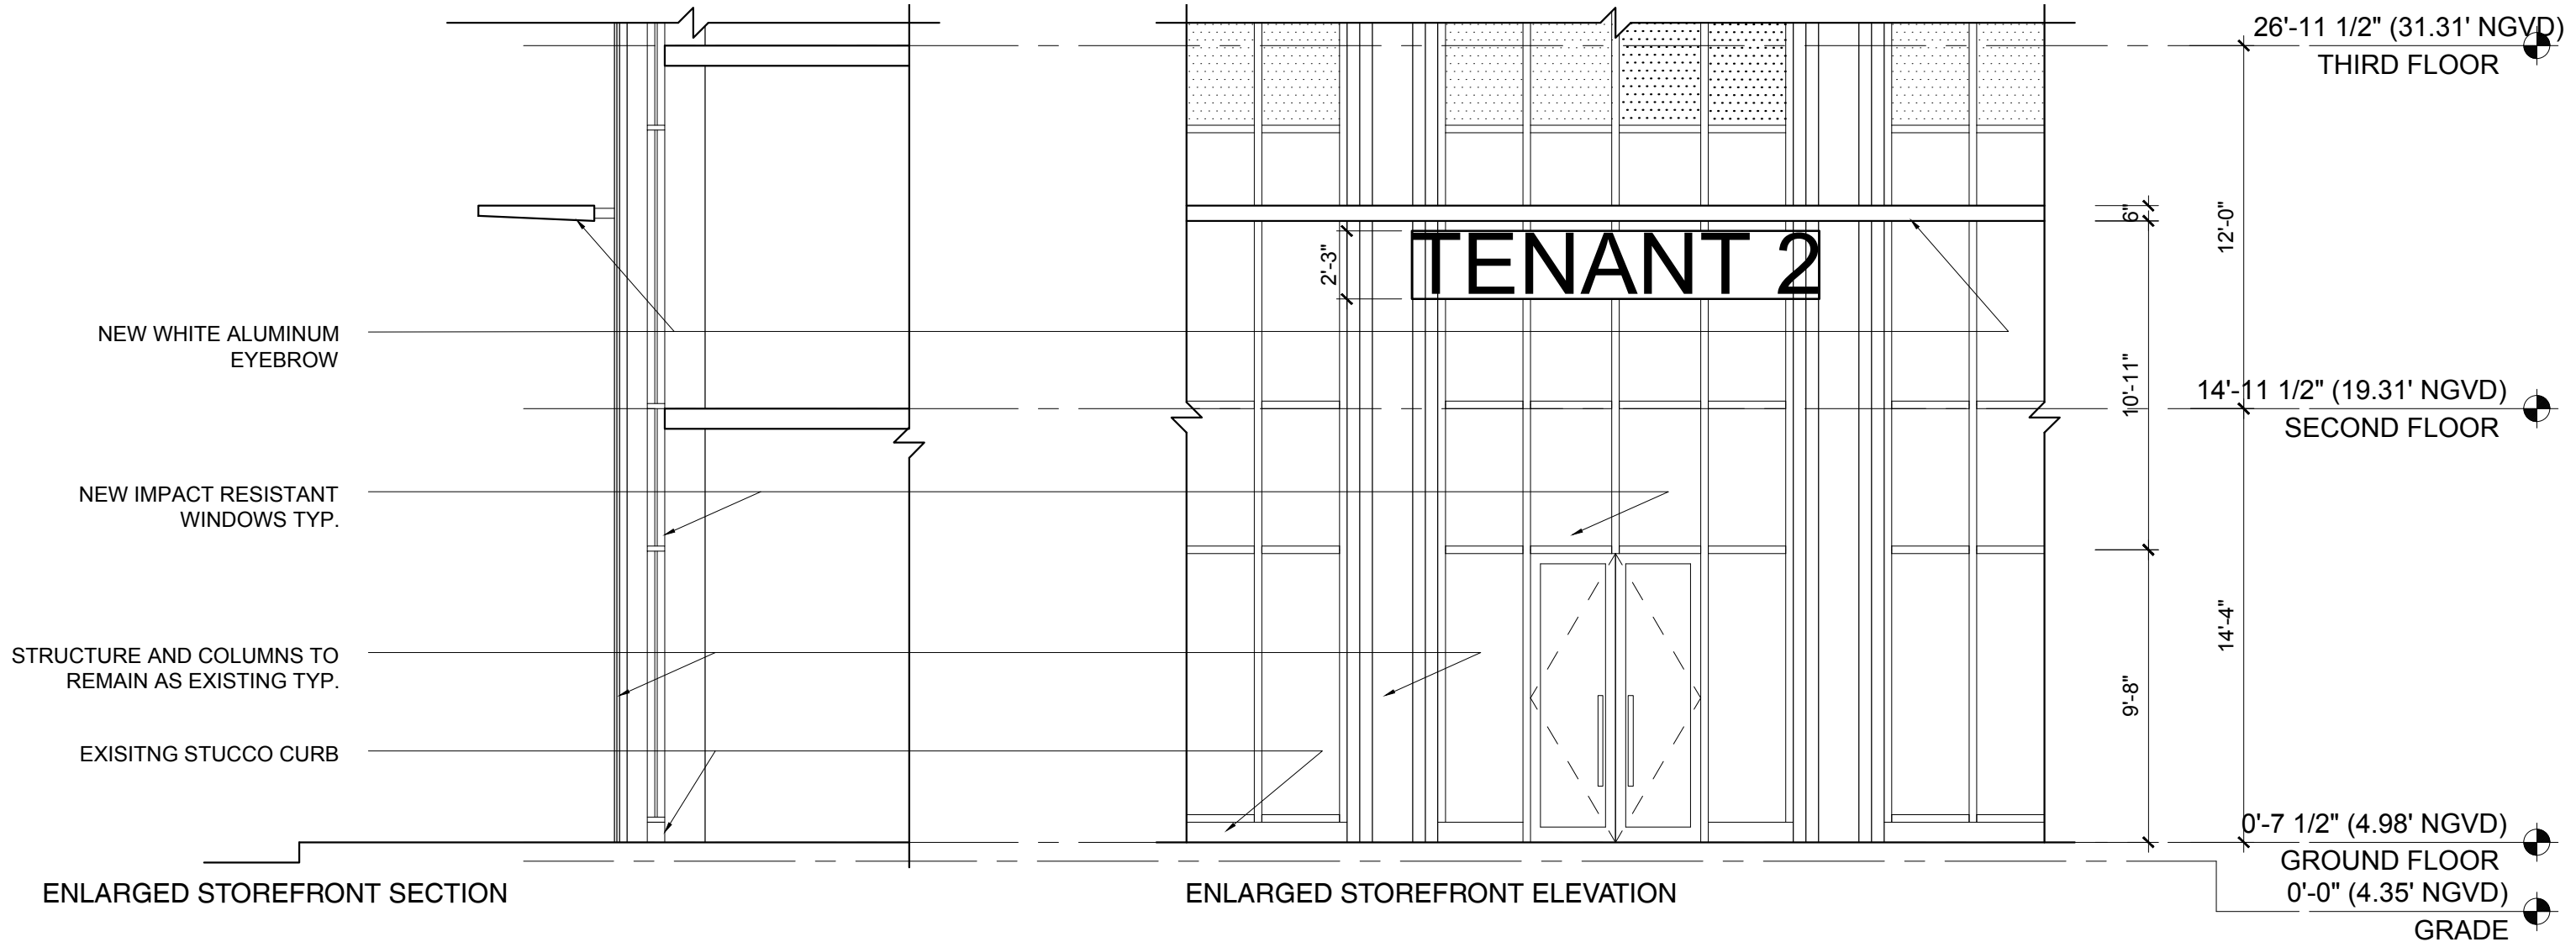 26'-11 1/2" (31.31' NGVD)
THIRD FLOOR
6"
12'-0"
TENANT 2
2'-3"
NEW WHITE ALUMINUM
EYEBROW
10'-11"
14'-11 1/2" (19.31' NGVD)
SECOND FLOOR
NEW IMPACT RESISTANT
WINDOWS TYP.
14'-4"
STRUCTURE AND COLUMNS TO
REMAIN AS EXISTING TYP.
9'-8"
EXISITNG STUCCO CURB
0'-7 1/2" (4.98' NGVD)
GROUND FLOOR
0'-0" (4.35' NGVD)
GRADE
ENLARGED STOREFRONT SECTION
ENLARGED STOREFRONT ELEVATION